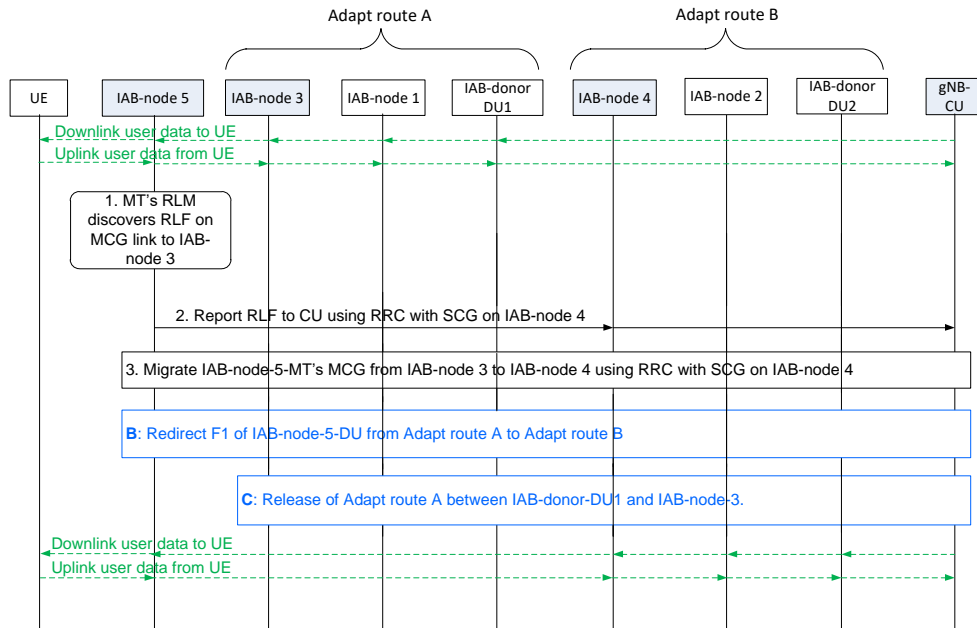 Adapt route A
Adapt route B
UE
IAB-node 5
IAB-node 3
IAB-node 1
IAB-donor
DU1
IAB-node 4
IAB-node 2
IAB-donor
DU2
gNB-
CU
Downlink user data to UE
Uplink user data from UE
1. MT's RLM
discovers RLF on
MCG link to IAB-
node 3
2. Report RLF to CU using RRC with SCG on IAB-node 4
3. Migrate IAB-node-5-MT's MCG from IAB-node 3 to IAB-node 4 using RRC with SCG on IAB-node 4
B: Redirect F1 of IAB-node-5-DU from Adapt route A to Adapt route B
C: Release of Adapt route A between IAB-donor-DU1 and IAB-node-3.
Downlink user data to UE
Uplink user data from UE